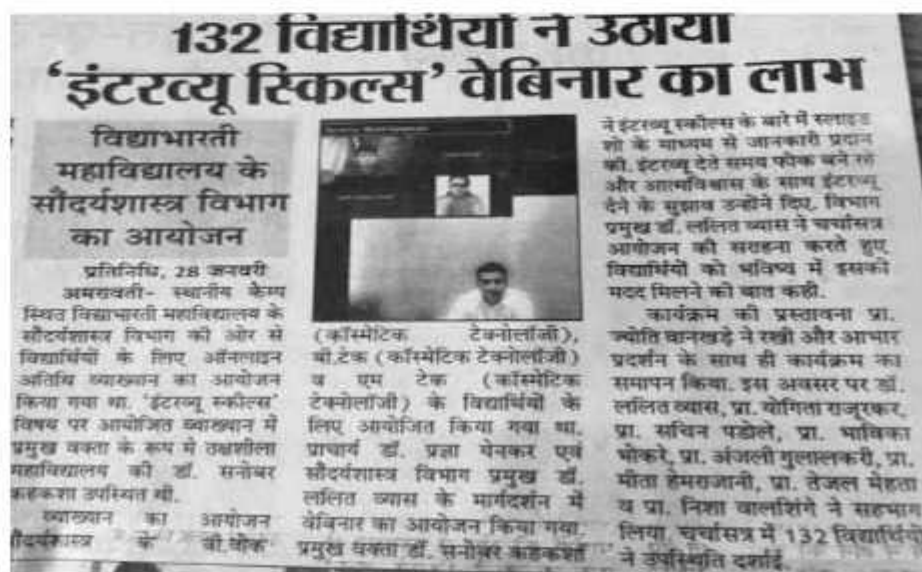 132 विद्यार्थियों ने उठाया
‘इंटरव्यू स्किल्स’ वेबिनार का लाभ
विद्याभारती
महाविद्यालय के
सौंदर्यशास्त्र विभाग
का आयोजन
प्रतिनिधि, 28 जनवरी
अमरावती- स्थानीय कैम्प
स्थित विद्याभारती महाविद्यालय के
सौंदर्यशास्त्र विभाग की ओर से
विद्यार्थियों के लिए ऑनलाइन
अतिथि व्याख्यान का आयोजन
किया गया था. ‘इंटरव्यू स्कील्स’
विषय पर आयोजित व्याख्यान में
प्रमुख वक्ता के रूप में तक्षशीला
महाविद्यालय की डॉ. सनोबर
कहकशा उपस्थित थी.
व्याख्यान का आयोजन
सौंदर्यशास्त्र के बी.वोक
(कॉस्मेटिक टेक्नोलॉजी),
बी.टेक (कॉस्मेटिक टेक्नोलॉजी)
व एम टेक (कॉस्मेटिक
टेक्नोलॉजी) के विद्यार्थियों के
लिए आयोजित किया गया था.
प्राचार्य डॉ. प्रज्ञा येनकर एवं
सौंदर्यशास्त्र विभाग प्रमुख डॉ.
ललित व्यास के मार्गदर्शन में
वेबिनार का आयोजन किया गया.
प्रमुख वक्ता डॉ. सनोबर कहकशा
ने इंटरव्यू स्कील्स के बारे में स्लाइड
शो के माध्यम से जानकारी प्रदान
की. इंटरव्यू देते समय बने रहे
और आत्मविश्वास के साथ इंटरव्यू
देने के सुझाव उन्होंने दिए. विभाग
प्रमुख डॉ. ललित व्यास ने चर्चासत्र
आयोजन की सराहना करते हुए
विद्यार्थियों को भविष्य में इसकी
मदद मिलने की बात कही.
कार्यक्रम की प्रस्तावना प्रा.
ज्योति वानखड़े ने रखी और आभार
प्रदर्शन के साथ ही कार्यक्रम का
समापन किया. इस अवसर पर डॉ.
ललित व्यास, प्रा. योगिता राजुरकर,
प्रा. सचिन पडोले, प्रा. भाविका
भोकरे, प्रा. अंजली गुलालकरी, प्रा.
मीता हेमराजानी, प्रा. तेजल मेहता
व प्रा. निशा वालशिंगे ने सहभाग
लिया. चर्चासत्र में 132 विद्यार्थियों
ने उपस्थिति दर्शाई.